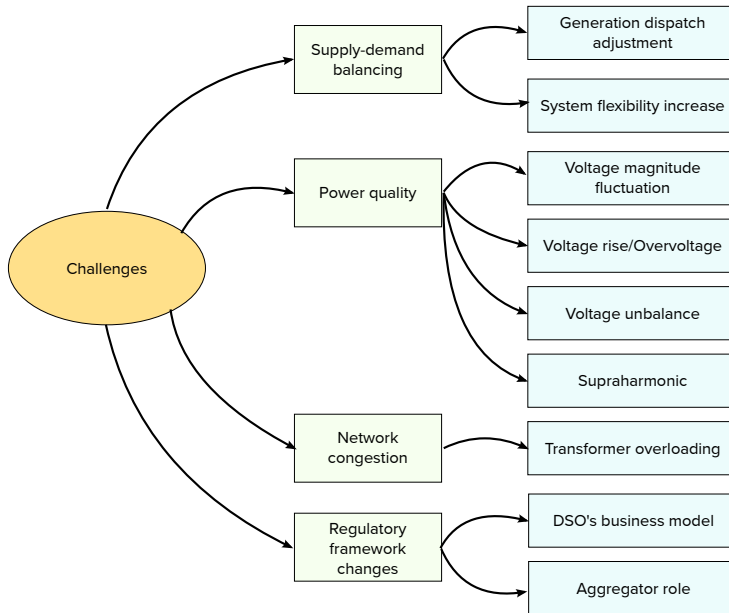 Challenges
Supply-demand
balancing
Generation dispatch
adjustment
System flexibility increase
Power quality
Voltage magnitude
fluctuation
Voltage rise/Overvoltage
Voltage unbalance
Supraharmonic
Network
congestion
Transformer overloading
Regulatory
framework
changes
DSO's business model
Aggregator role